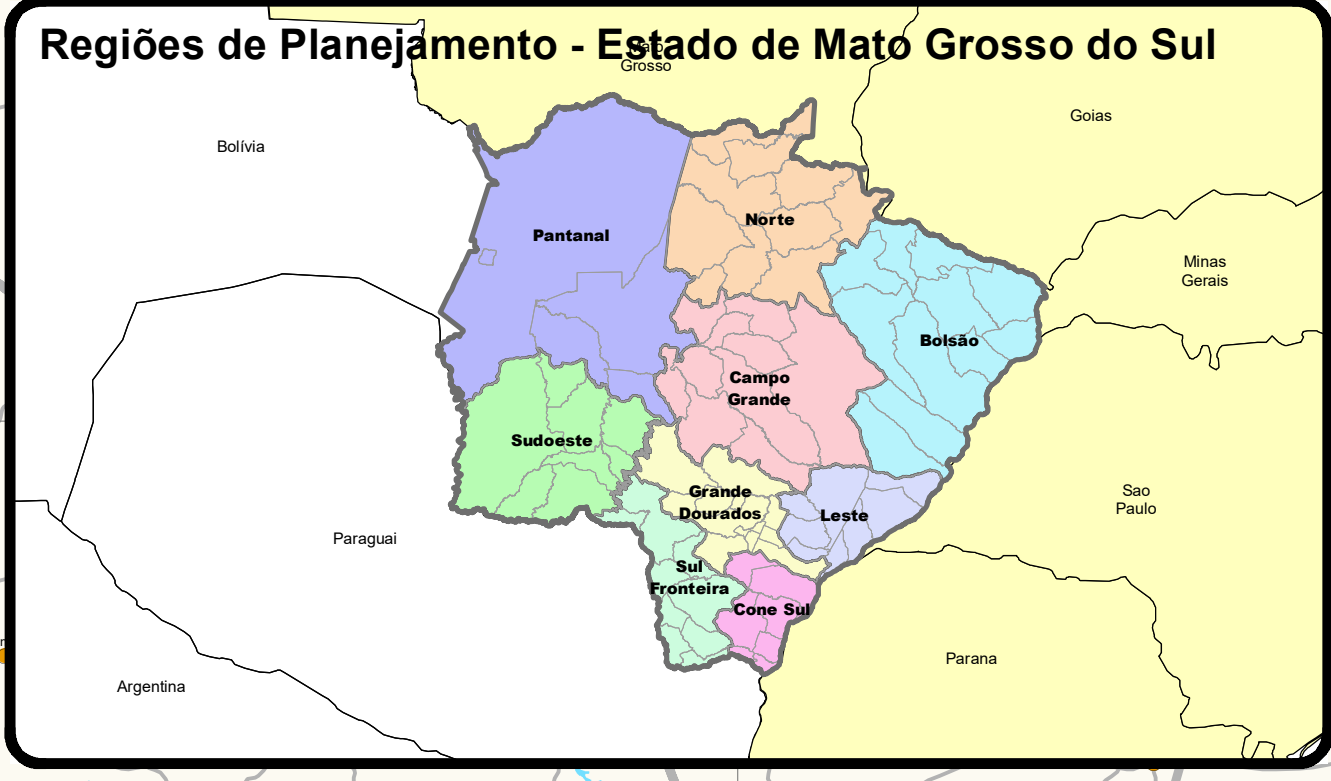 Regiões de Planejamento - Estado de Mato Grosso do Sul
Mato
Grosso
Goias
Bolívia
Norte
Pantanal
Minas
Gerais
Bolsão
Campo
Grande
Sudoeste
Grande
Dourados
Leste
Sao
Paulo
Paraguai
Sul
Fronteira
Cone Sul
Parana
Argentina